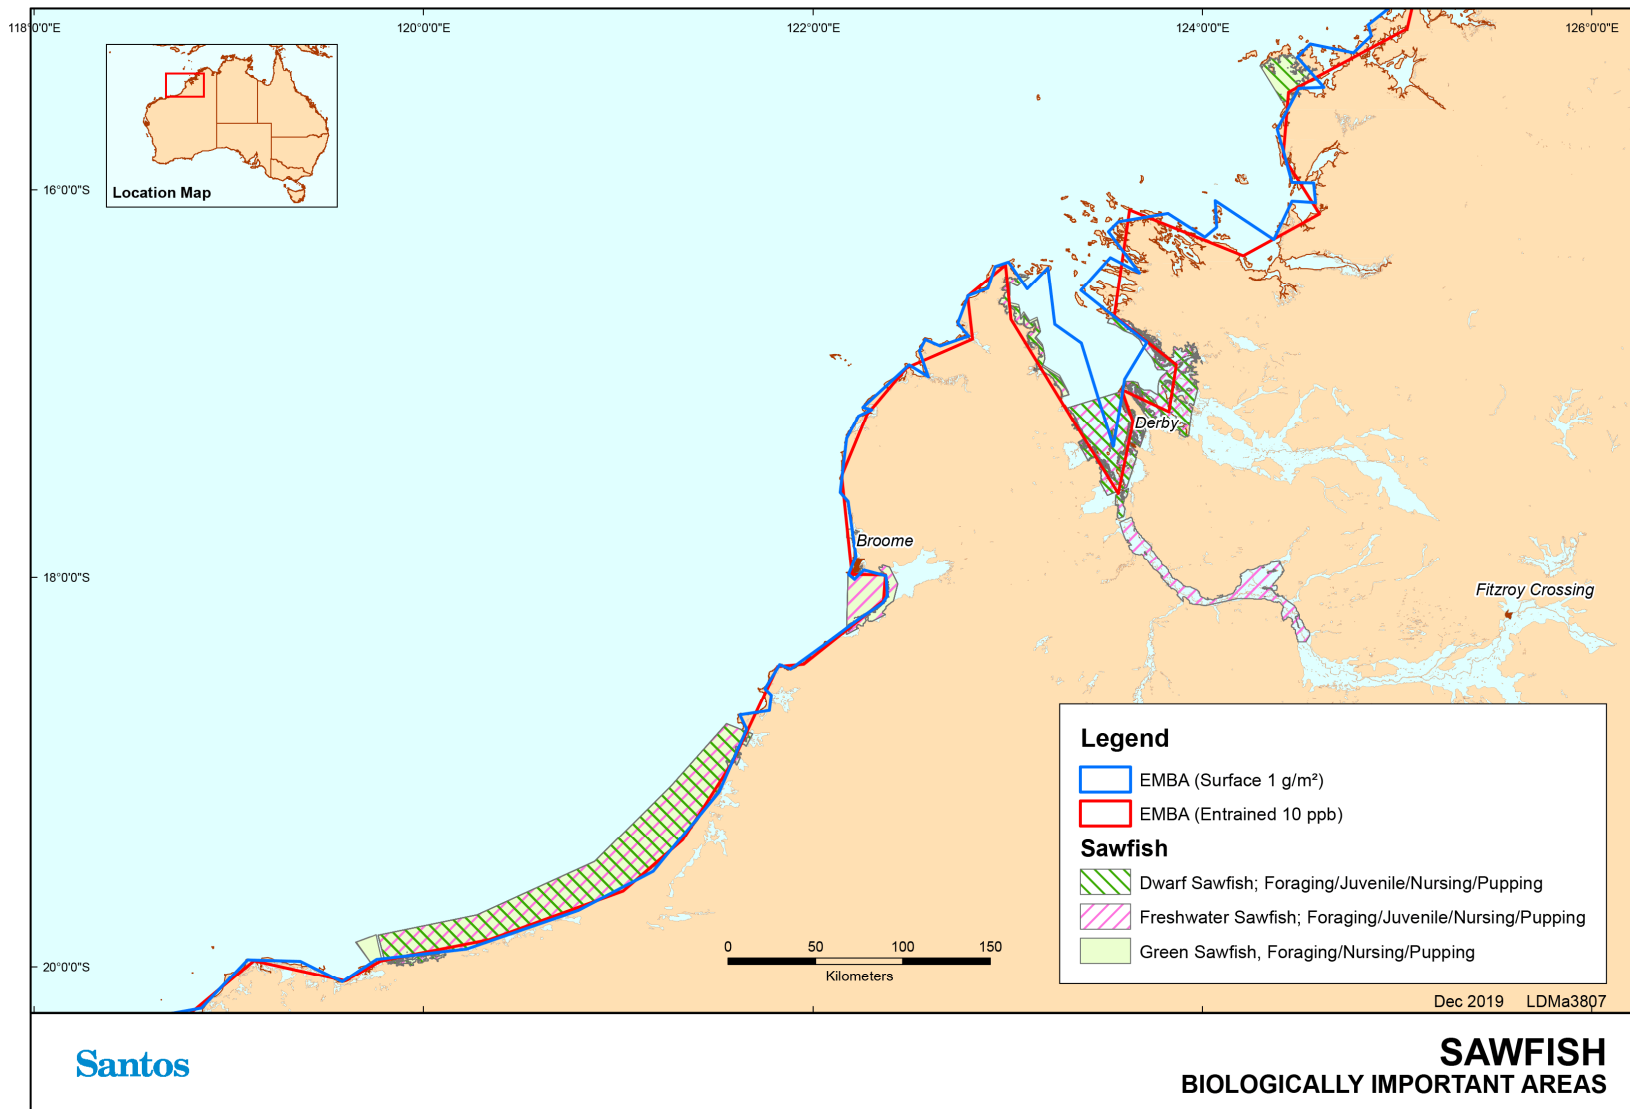 118°0'0"E
120°0'0"E
122°0'0"E
124°0'0"E
126°0'0"E
Location Map
16°0'0"S
Derby
Broome
18°0'0"S
Fitzroy Crossing
Legend
EMBA (Surface 1 g/m²)
EMBA (Entrained 10 ppb)
Sawfish
Dwarf Sawfish; Foraging/Juvenile/Nursing/Pupping
Freshwater Sawfish; Foraging/Juvenile/Nursing/Pupping
Green Sawfish, Foraging/Nursing/Pupping
0 50 100 150
Kilometers
20°0'0"S
Dec 2019 LDMa3807
Santos
SAWFISH
BIOLOGICALLY IMPORTANT AREAS